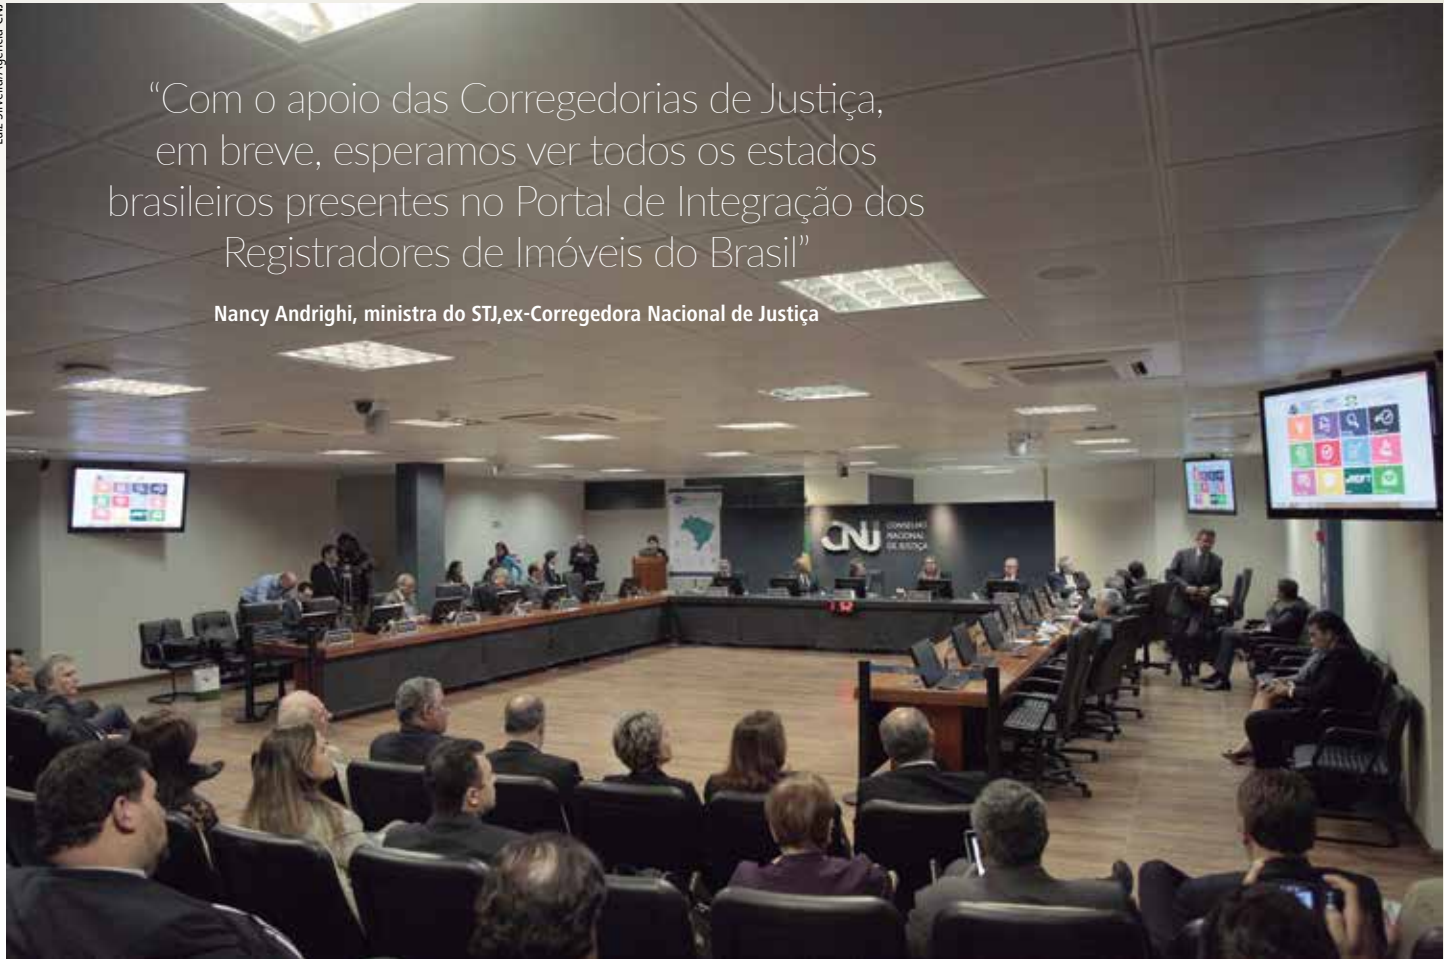 “Com o apoio das Corregedorias de Justiça,
em breve, esperamos ver todos os estados
brasileiros presentes no Portal de Integração dos
Registradores de Imóveis do Brasil”
Nancy Andrighi, ministra do STJ,ex-Corregedora Nacional de Justiça
CNJ
CONSELHO
NACIONAL
DE JUSTIÇA